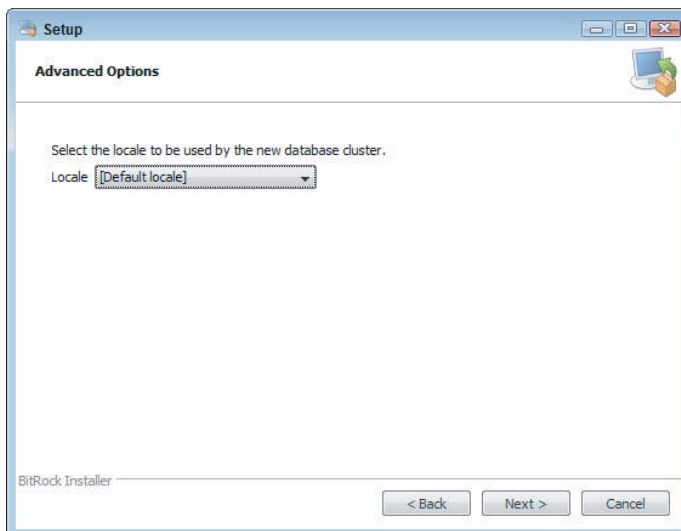 Setup
Advanced Options
Select the locale to be used by the new database cluster.
Locale [Default locale]
BitRock Installer
< Back Next > Cancel